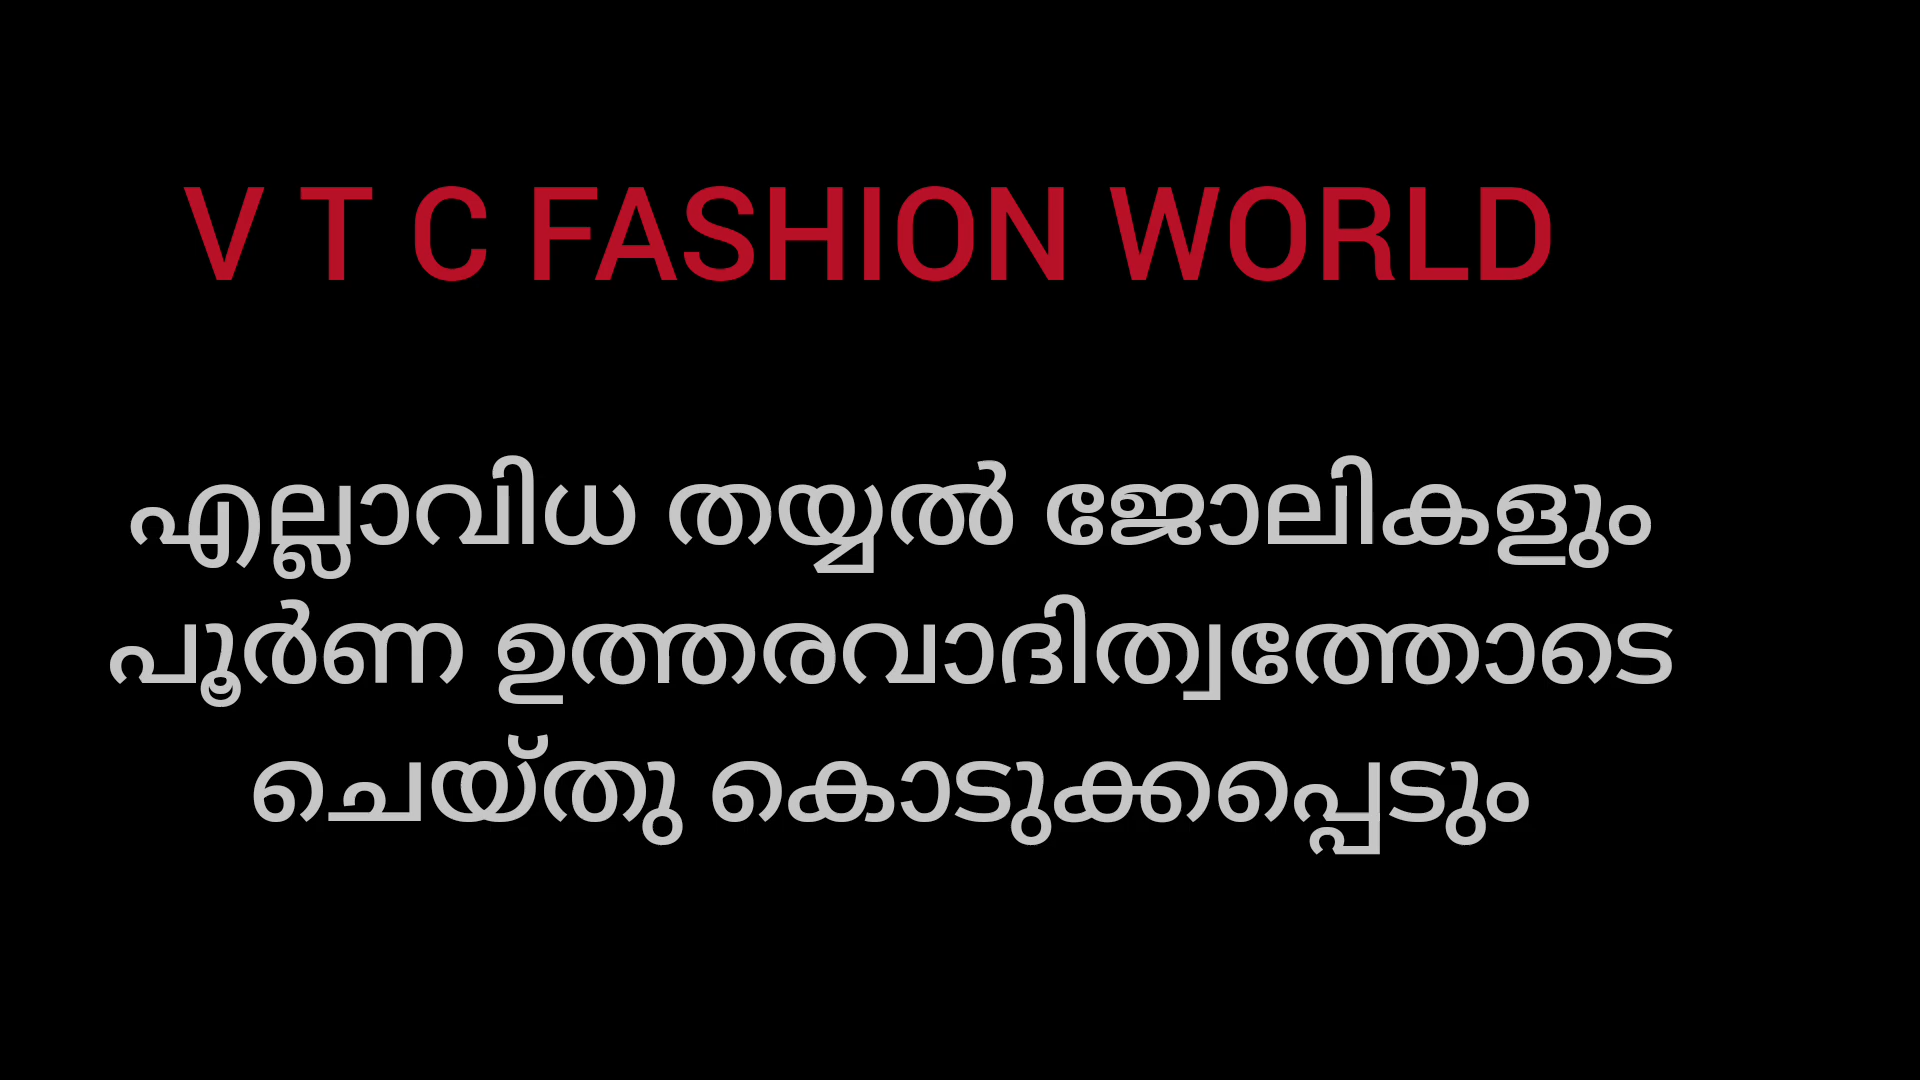 V T C FASHION WORLD
എല്ലാവിധ തയ്യൽ ജോലികളും
പൂർണ ഉത്തരവാദിത്വത്തോടെ
ചെയ്തു കൊടുക്കപ്പെടും